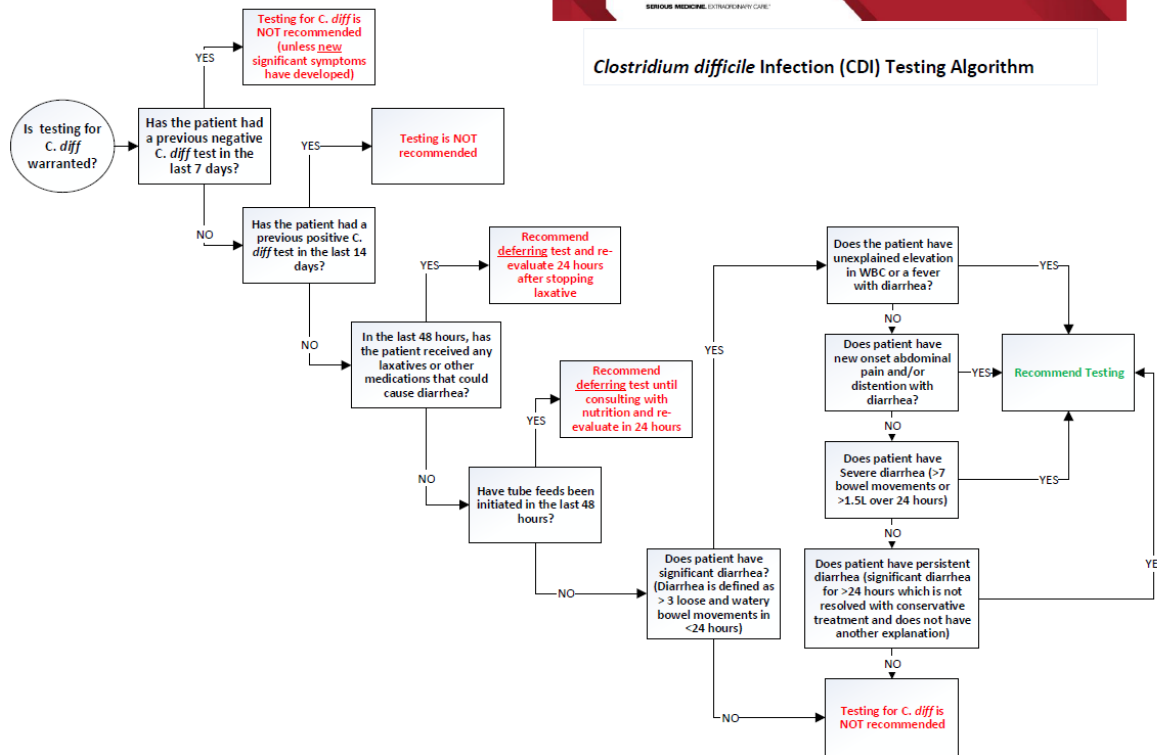 SERIOUS MEDICINE. EXTRAORDINARY CARE.
Clostridium difficile Infection (CDI) Testing Algorithm
Is testing for
C. diff
warranted?
Has the patient had
a previous negative
C. diff test in the
last 7 days?
YES
Testing for C. diff is
NOT recommended
(unless new
significant symptoms
have developed)
NO
Has the patient had a
previous positive C.
diff test in the last 14
days?
YES
Testing is NOT
recommended
NO
In the last 48 hours, has
the patient received any
laxatives or other
medications that could
cause diarrhea?
YES
Recommend
deferring test and re-
evaluate 24 hours
after stopping
laxative
NO
Have tube feeds been
initiated in the last 48
hours?
YES
Recommend
deferring test until
consulting with
nutrition and re-
evaluate in 24 hours
NO
Does patient have
significant diarrhea?
(Diarrhea is defined as
> 3 loose and watery
bowel movements in
<24 hours)
YES
Does the patient have
unexplained elevation
in WBC or a fever
with diarrhea?
YES
NO
Does patient have
new onset abdominal
pain and/or
distention with
diarrhea?
YES
Recommend Testing
NO
Does patient have
Severe diarrhea (>7
bowel movements or
>1.5L over 24 hours)
YES
NO
Does patient have persistent
diarrhea (significant diarrhea
for >24 hours which is not
resolved with conservative
treatment and does not have
another explanation)
YE
NO
NO
Testing for C. diff is
NOT recommended